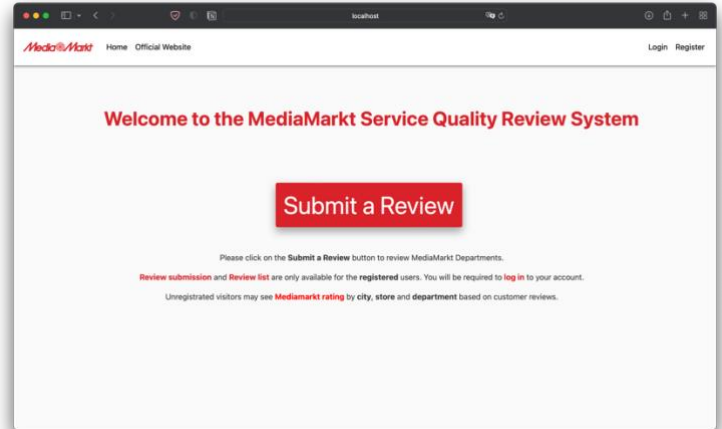 localhost
MediaMarkt Home Official Website Login Register
Welcome to the MediaMarkt Service Quality Review System
Submit a Review
Please click on the Submit a Review button to review MediaMarkt Departments.
Review submission and Review list are only available for the registered users. You will be required to log in to your account.
Unregistrated visitors may see Mediamarkt rating by city, store and department based on customer reviews.